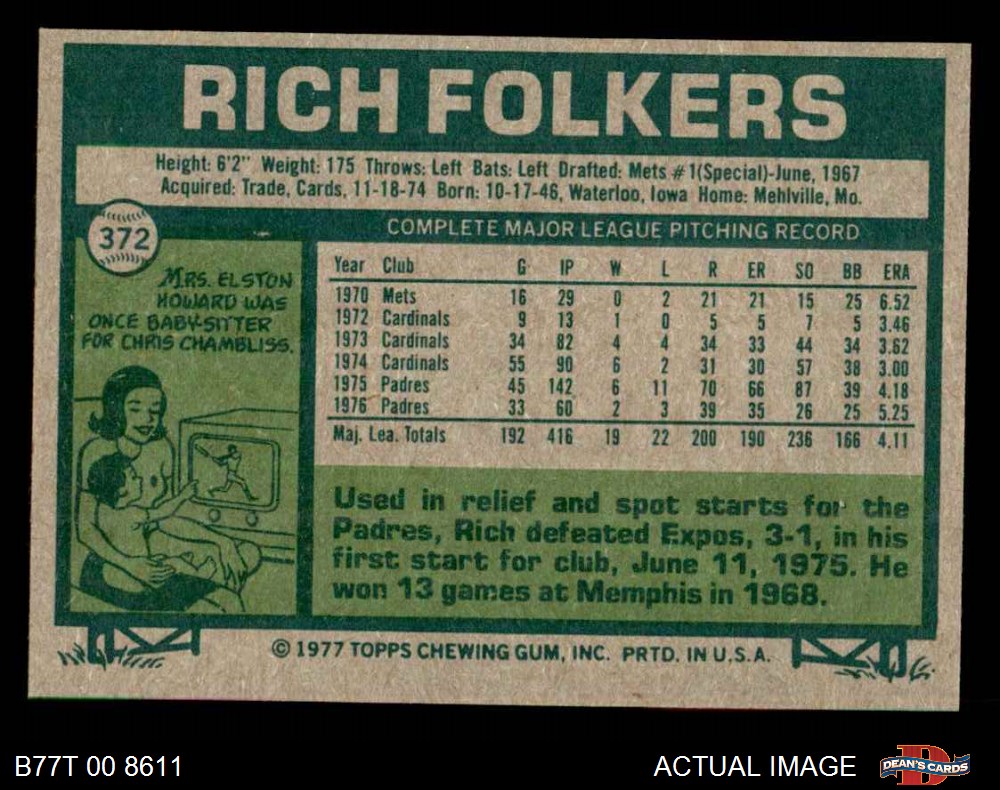 RICH FOLKERS
Height: 6'2" Weight: 175 Throws: Left Bats: Left Drafted: Mets #1(Special)-June, 1967
Acquired: Trade, Cards, 11-18-74 Born: 10-17-46, Waterloo, Iowa Home: Mehlville, Mo.
372
COMPLETE MAJOR LEAGUE PITCHING RECORD
MRS. ELSTON
HOWARD WAS
ONCE BABY-SITTER
FOR CHRIS CHAMBLISS.
Year Club G IP W L R ER SO BB ERA
1970 Mets 16 29 0 2 21 21 15 25 6.52
1972 Cardinals 9 13 1 0 5 5 7 5 3.46
1973 Cardinals 34 82 4 4 34 33 44 34 3.62
1974 Cardinals 55 90 6 2 31 30 57 38 3.00
1975 Padres 45 142 6 11 70 66 87 39 4.18
1976 Padres 33 60 2 3 39 35 26 25 5.25
Maj. Lea. Totals 192 416 19 22 200 190 236 166 4.11
Used in relief and spot starts for the
Padres, Rich defeated Expos, 3-1, in his
first start for club, June 11, 1975. He
won 13 games at Memphis in 1968.
© 1977 TOPPS CHEWING GUM, INC. PRTD. IN U.S.A.
B77T 00 8611
ACTUAL IMAGE
DEAN'S CARDS